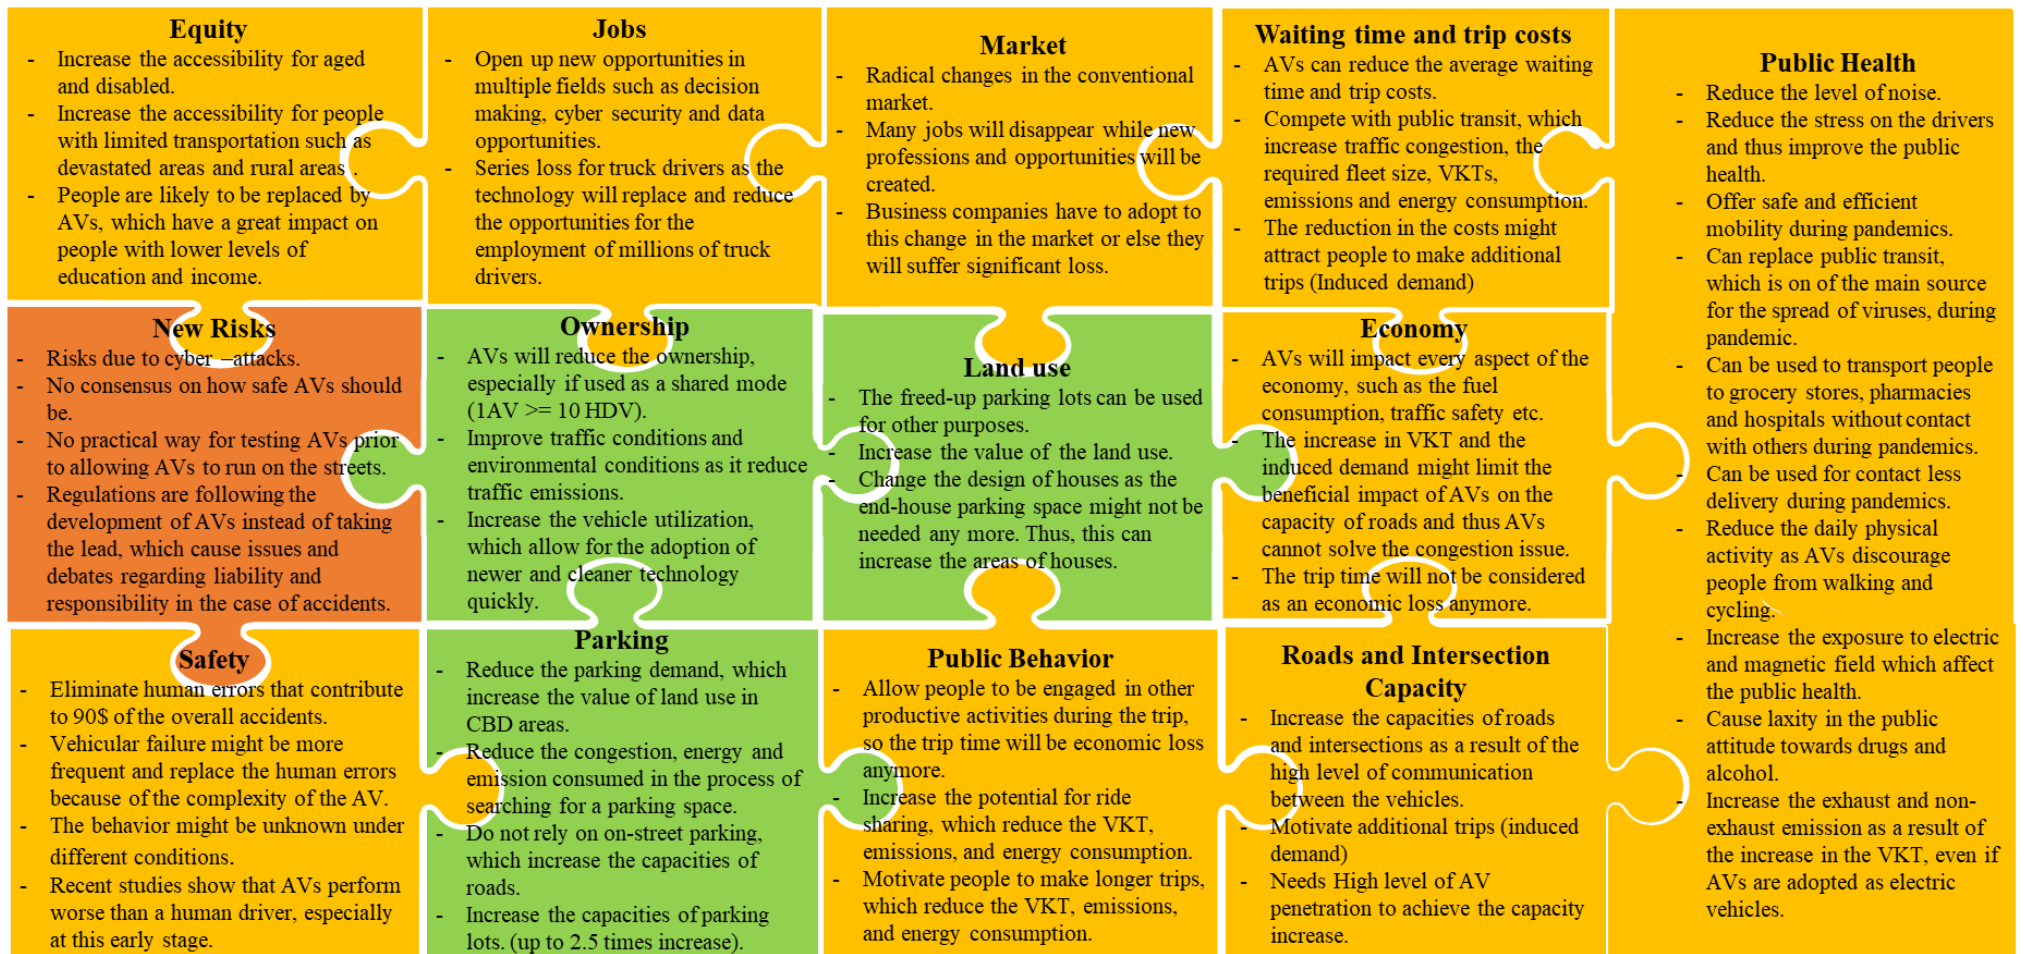 Equity
- Increase the accessibility for aged
and disabled.
- Increase the accessibility for people
with limited transportation such as
devastated areas and rural areas .
- People are likely to be replaced by
AVs, which have a great impact on
people with lower levels of
education and income.
Jobs
- Open up new opportunities in
multiple fields such as decision
making, cyber security and data
opportunities.
- Series loss for truck drivers as the
technology will replace and reduce
the opportunities for the
employment of millions of truck
drivers.
Market
- Radical changes in the conventional
market.
- Many jobs will disappear while new
professions and opportunities will be
created.
- Business companies have to adopt to
this change in the market or else they
will suffer significant loss.
Waiting time and trip costs
- AVs can reduce the average waiting
time and trip costs.
- Compete with public transit, which
increase traffic congestion, the
required fleet size, VKTs,
emissions and energy consumption.
- The reduction in the costs might
attract people to make additional
trips (Induced demand)
Public Health
- Reduce the level of noise.
- Reduce the stress on the drivers
and thus improve the public
health.
- Offer safe and efficient
mobility during pandemics.
- Can replace public transit,
which is on of the main source
for the spread of viruses, during
pandemic.
- Can be used to transport people
to grocery stores, pharmacies
and hospitals without contact
with others during pandemics.
- Can be used for contact less
delivery during pandemics.
- Reduce the daily physical
activity as AVs discourage
people from walking and
cycling.
- Increase the exposure to electric
and magnetic field which affect
the public health.
- Cause laxity in the public
attitude towards drugs and
alcohol.
- Increase the exhaust and non-
exhaust emission as a result of
the increase in the VKT, even if
AVs are adopted as electric
vehicles.
New Risks
- Risks due to cyber –attacks.
- No consensus on how safe AVs should
be.
- No practical way for testing AVs prior
to allowing AVs to run on the streets.
- Regulations are following the
development of AVs instead of taking
the lead, which cause issues and
debates regarding liability and
responsibility in the case of accidents.
Ownership
- AVs will reduce the ownership,
especially if used as a shared mode
(1AV >= 10 HDV).
- Improve traffic conditions and
environmental conditions as it reduce
traffic emissions.
- Increase the vehicle utilization,
which allow for the adoption of
newer and cleaner technology
quickly.
Land use
- The freed-up parking lots can be used
for other purposes.
- Increase the value of the land use.
- Change the design of houses as the
end-house parking space might not be
needed any more. Thus, this can
increase the areas of houses.
Economy
- AVs will impact every aspect of the
economy, such as the fuel
consumption, traffic safety etc.
- The increase in VKT and the
induced demand might limit the
beneficial impact of AVs on the
capacity of roads and thus AVs
cannot solve the congestion issue.
- The trip time will not be considered
as an economic loss anymore.
Safety
- Eliminate human errors that contribute
to 90$ of the overall accidents.
- Vehicular failure might be more
frequent and replace the human errors
because of the complexity of the AV.
- The behavior might be unknown under
different conditions.
- Recent studies show that AVs perform
worse than a human driver, especially
at this early stage.
Parking
- Reduce the parking demand, which
increase the value of land use in
CBD areas.
- Reduce the congestion, energy and
emission consumed in the process of
searching for a parking space.
- Do not rely on on-street parking,
which increase the capacities of
roads.
- Increase the capacities of parking
lots. (up to 2.5 times increase).
Public Behavior
- Allow people to be engaged in other
productive activities during the trip,
so the trip time will be economic loss
anymore.
- Increase the potential for ride
sharing, which reduce the VKT,
emissions, and energy consumption.
- Motivate people to make longer trips,
which reduce the VKT, emissions,
and energy consumption.
Roads and Intersection
Capacity
- Increase the capacities of roads
and intersections as a result of the
high level of communication
between the vehicles.
- Motivate additional trips (induced
demand)
- Needs High level of AV
penetration to achieve the capacity
increase.